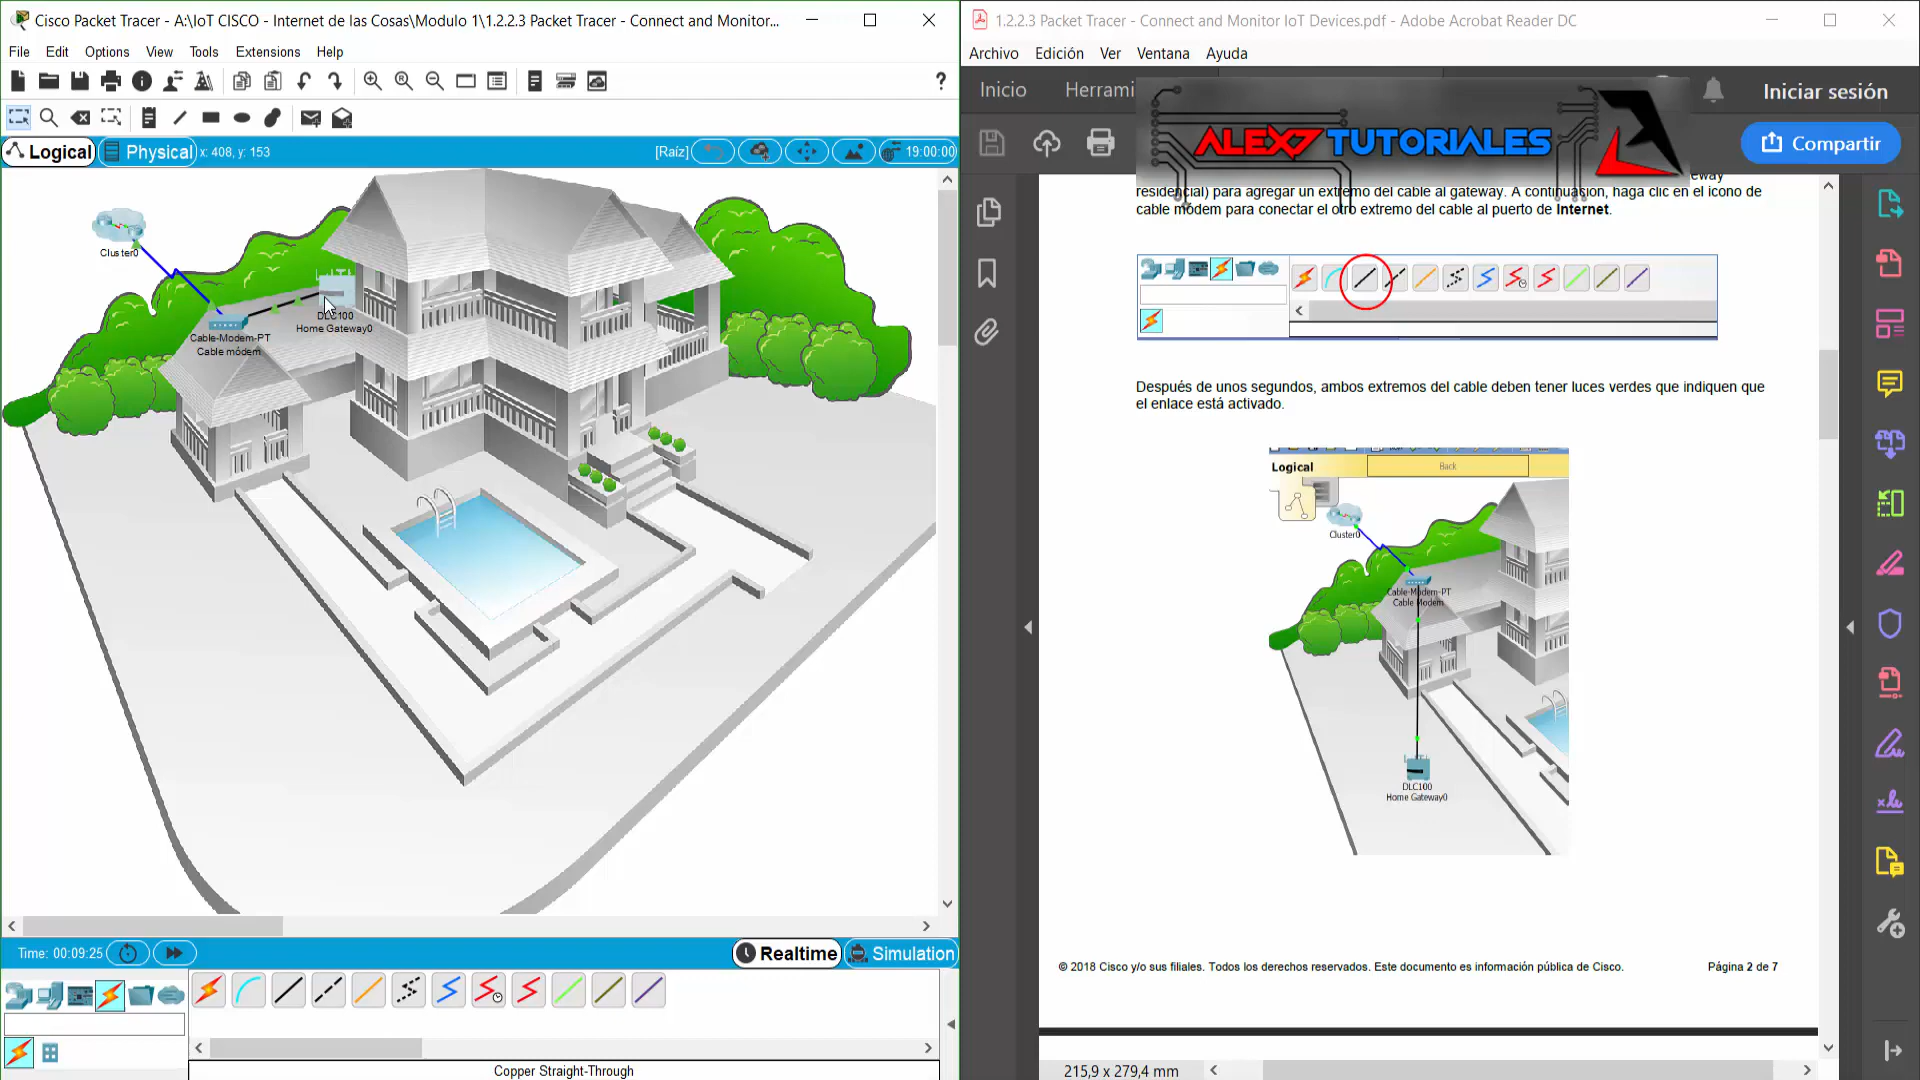 Cisco Packet Tracer - A:\IoT CISCO - Internet de las Cosas\Modulo 1\1.2.2.3 Packet Tracer - Connect and Monitor...
File Edit Options View Tools Extensions Help
?
Logical Physical x: 408, y: 153 [Raíz] 19:00:00
Cluster0
DLC100
Home Gateway0
Cable-Modem-PT
Cable módem
Time: 00:09:25
Realtime Simulation
Copper Straight-Through
1.2.2.3 Packet Tracer - Connect and Monitor IoT Devices.pdf - Adobe Acrobat Reader DC
Archivo Edición Ver Ventana Ayuda
Inicio Herrami Iniciar sesión
ALEX7 TUTORIALES
Compartir
eway
residencial) para agregar un extremo del cable al gateway. A continuación, haga clic en el icono de
cable módem para conectar el otro extremo del cable al puerto de Internet.
Después de unos segundos, ambos extremos del cable deben tener luces verdes que indiquen que
el enlace está activado.
Logical Back
Cluster0
Cable-Modem-PT
Cable Modem
DLC100
Home Gateway0
© 2018 Cisco y/o sus filiales. Todos los derechos reservados. Este documento es información pública de Cisco. Página 2 de 7
215,9 x 279,4 mm